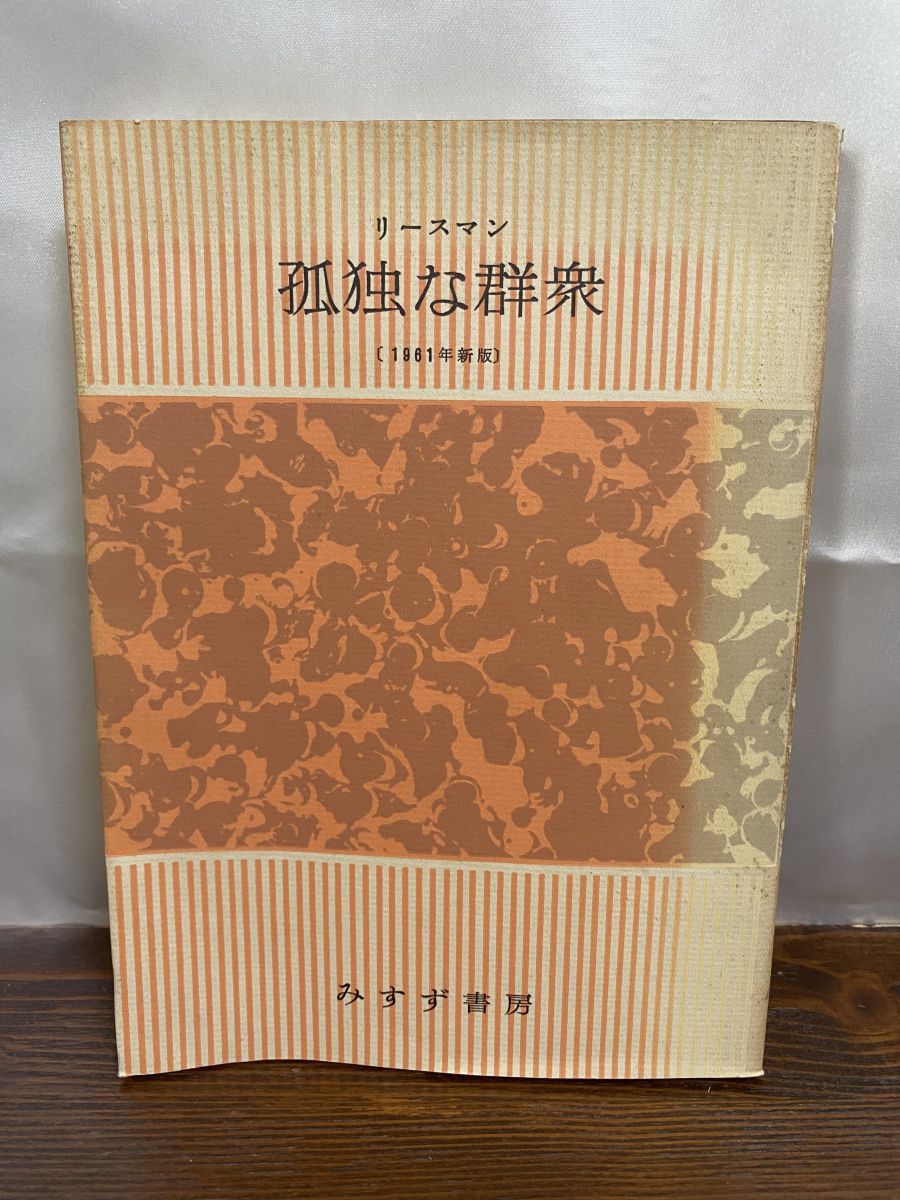 リースマン
孤独な群衆
〔1961年新版〕
みすず書房